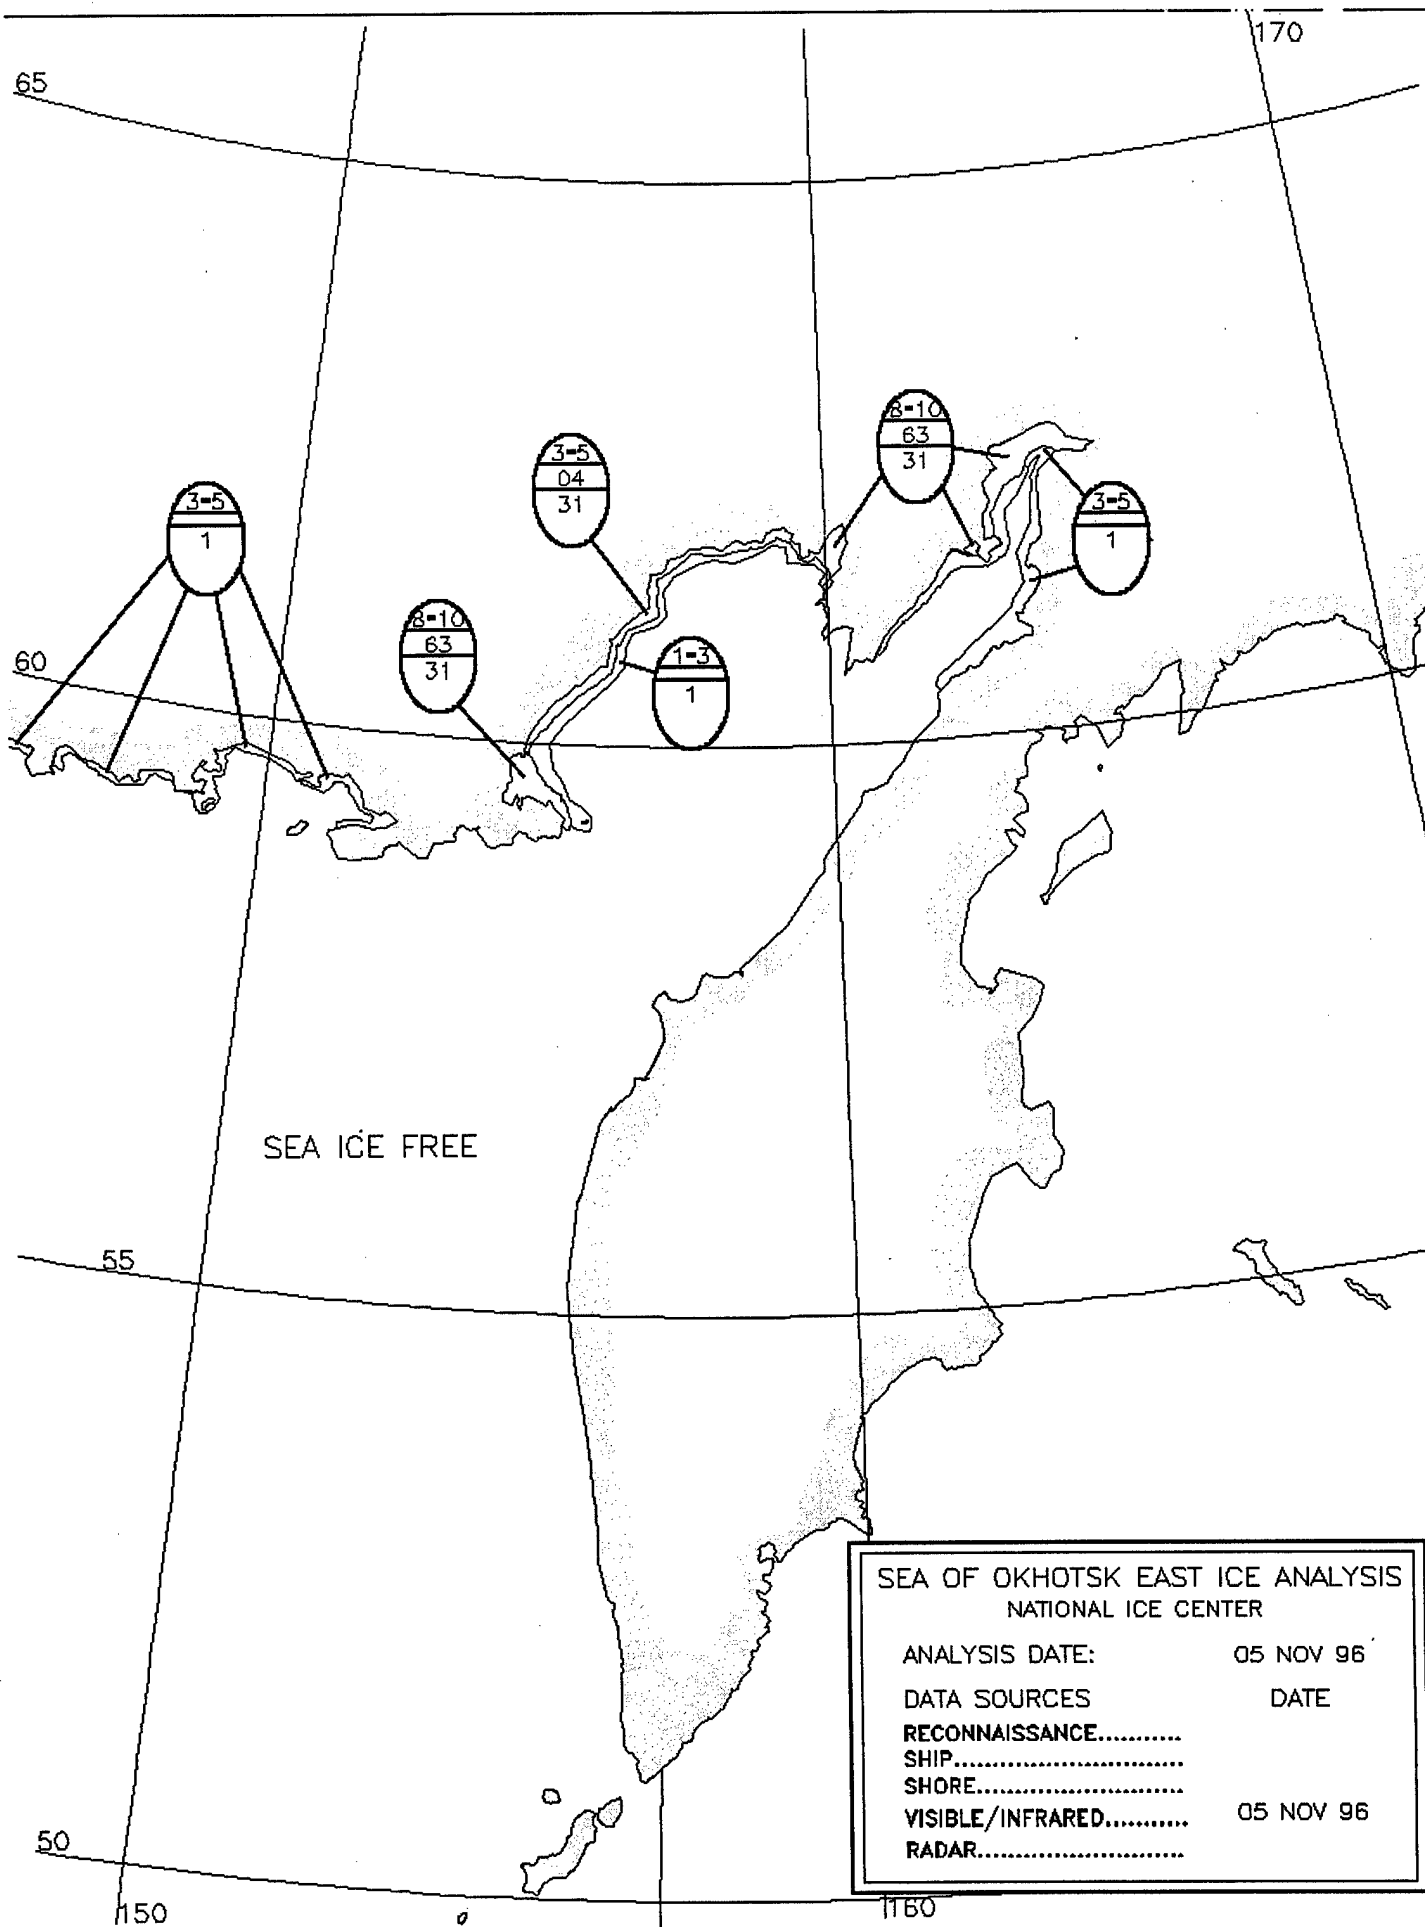 170
65
8-10
63
31
3-5
04
31
3-5
1
3-5
1
8-10
63
31
1-3
1
60
SEA ICE FREE
55
SEA OF OKHOTSK EAST ICE ANALYSIS
NATIONAL ICE CENTER
ANALYSIS DATE: 05 NOV 96
DATA SOURCES DATE
RECONNAISSANCE...........
SHIP............................
SHORE.........................
VISIBLE/INFRARED........... 05 NOV 96
RADAR.........................
50
150
160